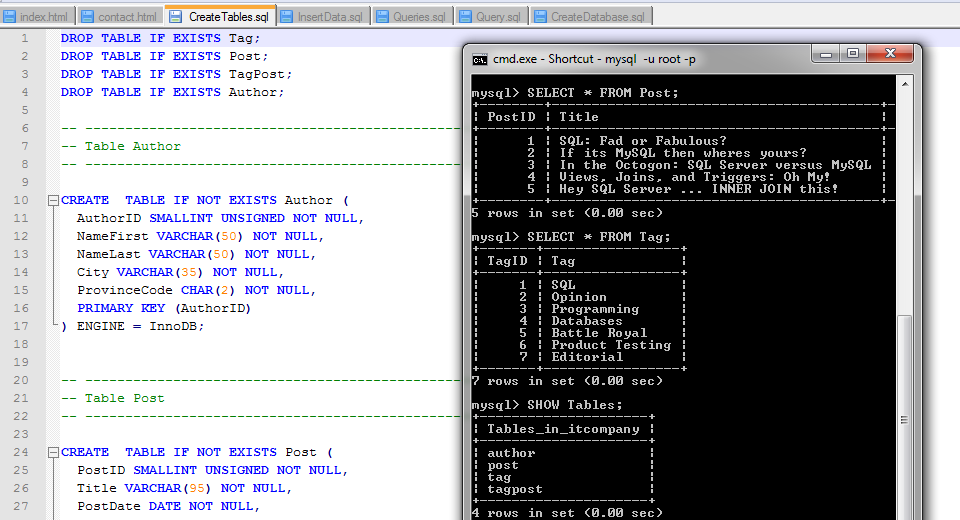 index.html contact.html CreateTables.sql InsertData.sql Queries.sql Query.sql CreateDatabase.sql
1 DROP TABLE IF EXISTS Tag;
2 DROP TABLE IF EXISTS Post;
3 DROP TABLE IF EXISTS TagPost;
4 DROP TABLE IF EXISTS Author;
5
6 -- -----------------------------------------------
7 -- Table Author
8 -- -----------------------------------------------
9
10 CREATE  TABLE IF NOT EXISTS Author (
11 AuthorID SMALLINT UNSIGNED NOT NULL,
12 NameFirst VARCHAR(50) NOT NULL,
13 NameLast VARCHAR(50) NOT NULL,
14 City VARCHAR(35) NOT NULL,
15 ProvinceCode CHAR(2) NOT NULL,
16 PRIMARY KEY (AuthorID)
17 ) ENGINE = InnoDB;
18
19
20 -- -----------------------------------------------
21 -- Table Post
22 -- -----------------------------------------------
23
24 CREATE  TABLE IF NOT EXISTS Post (
25 PostID SMALLINT UNSIGNED NOT NULL,
26 Title VARCHAR(95) NOT NULL,
27 PostDate DATE NOT NULL,
cmd.exe - Shortcut - mysql  -u root -p
mysql> SELECT * FROM Post;
| PostID | Title |
| 1 | SQL: Fad or Fabulous? |
| 2 | If its MySQL then wheres yours? |
| 3 | In the Octogon: SQL Server versus MySQL |
| 4 | Views, Joins, and Triggers: Oh My! |
| 5 | Hey SQL Server ... INNER JOIN this! |
5 rows in set (0.00 sec)
mysql> SELECT * FROM Tag;
| TagID | Tag |
| 1 | SQL |
| 2 | Opinion |
| 3 | Programming |
| 4 | Databases |
| 5 | Battle Royal |
| 6 | Product Testing |
| 7 | Editorial |
7 rows in set (0.00 sec)
mysql> SHOW Tables;
| Tables_in_itcompany |
| author |
| post |
| tag |
| tagpost |
4 rows in set (0.00 sec)